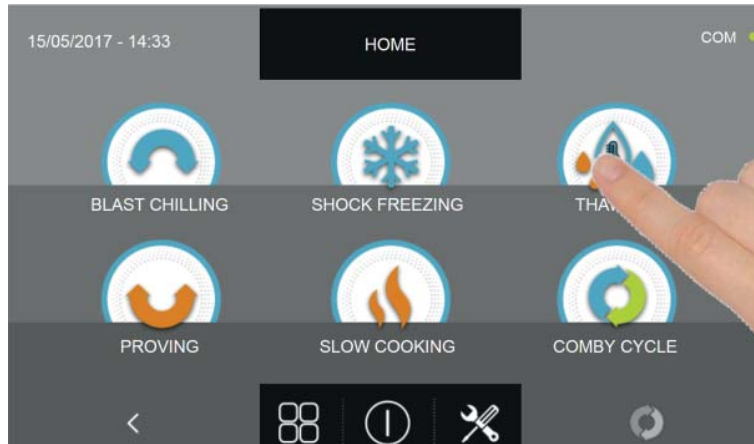 15/05/2017 - 14:33
HOME
COM
BLAST CHILLING
SHOCK FREEZING
PROVING
SLOW COOKING
COMBY CYCLE